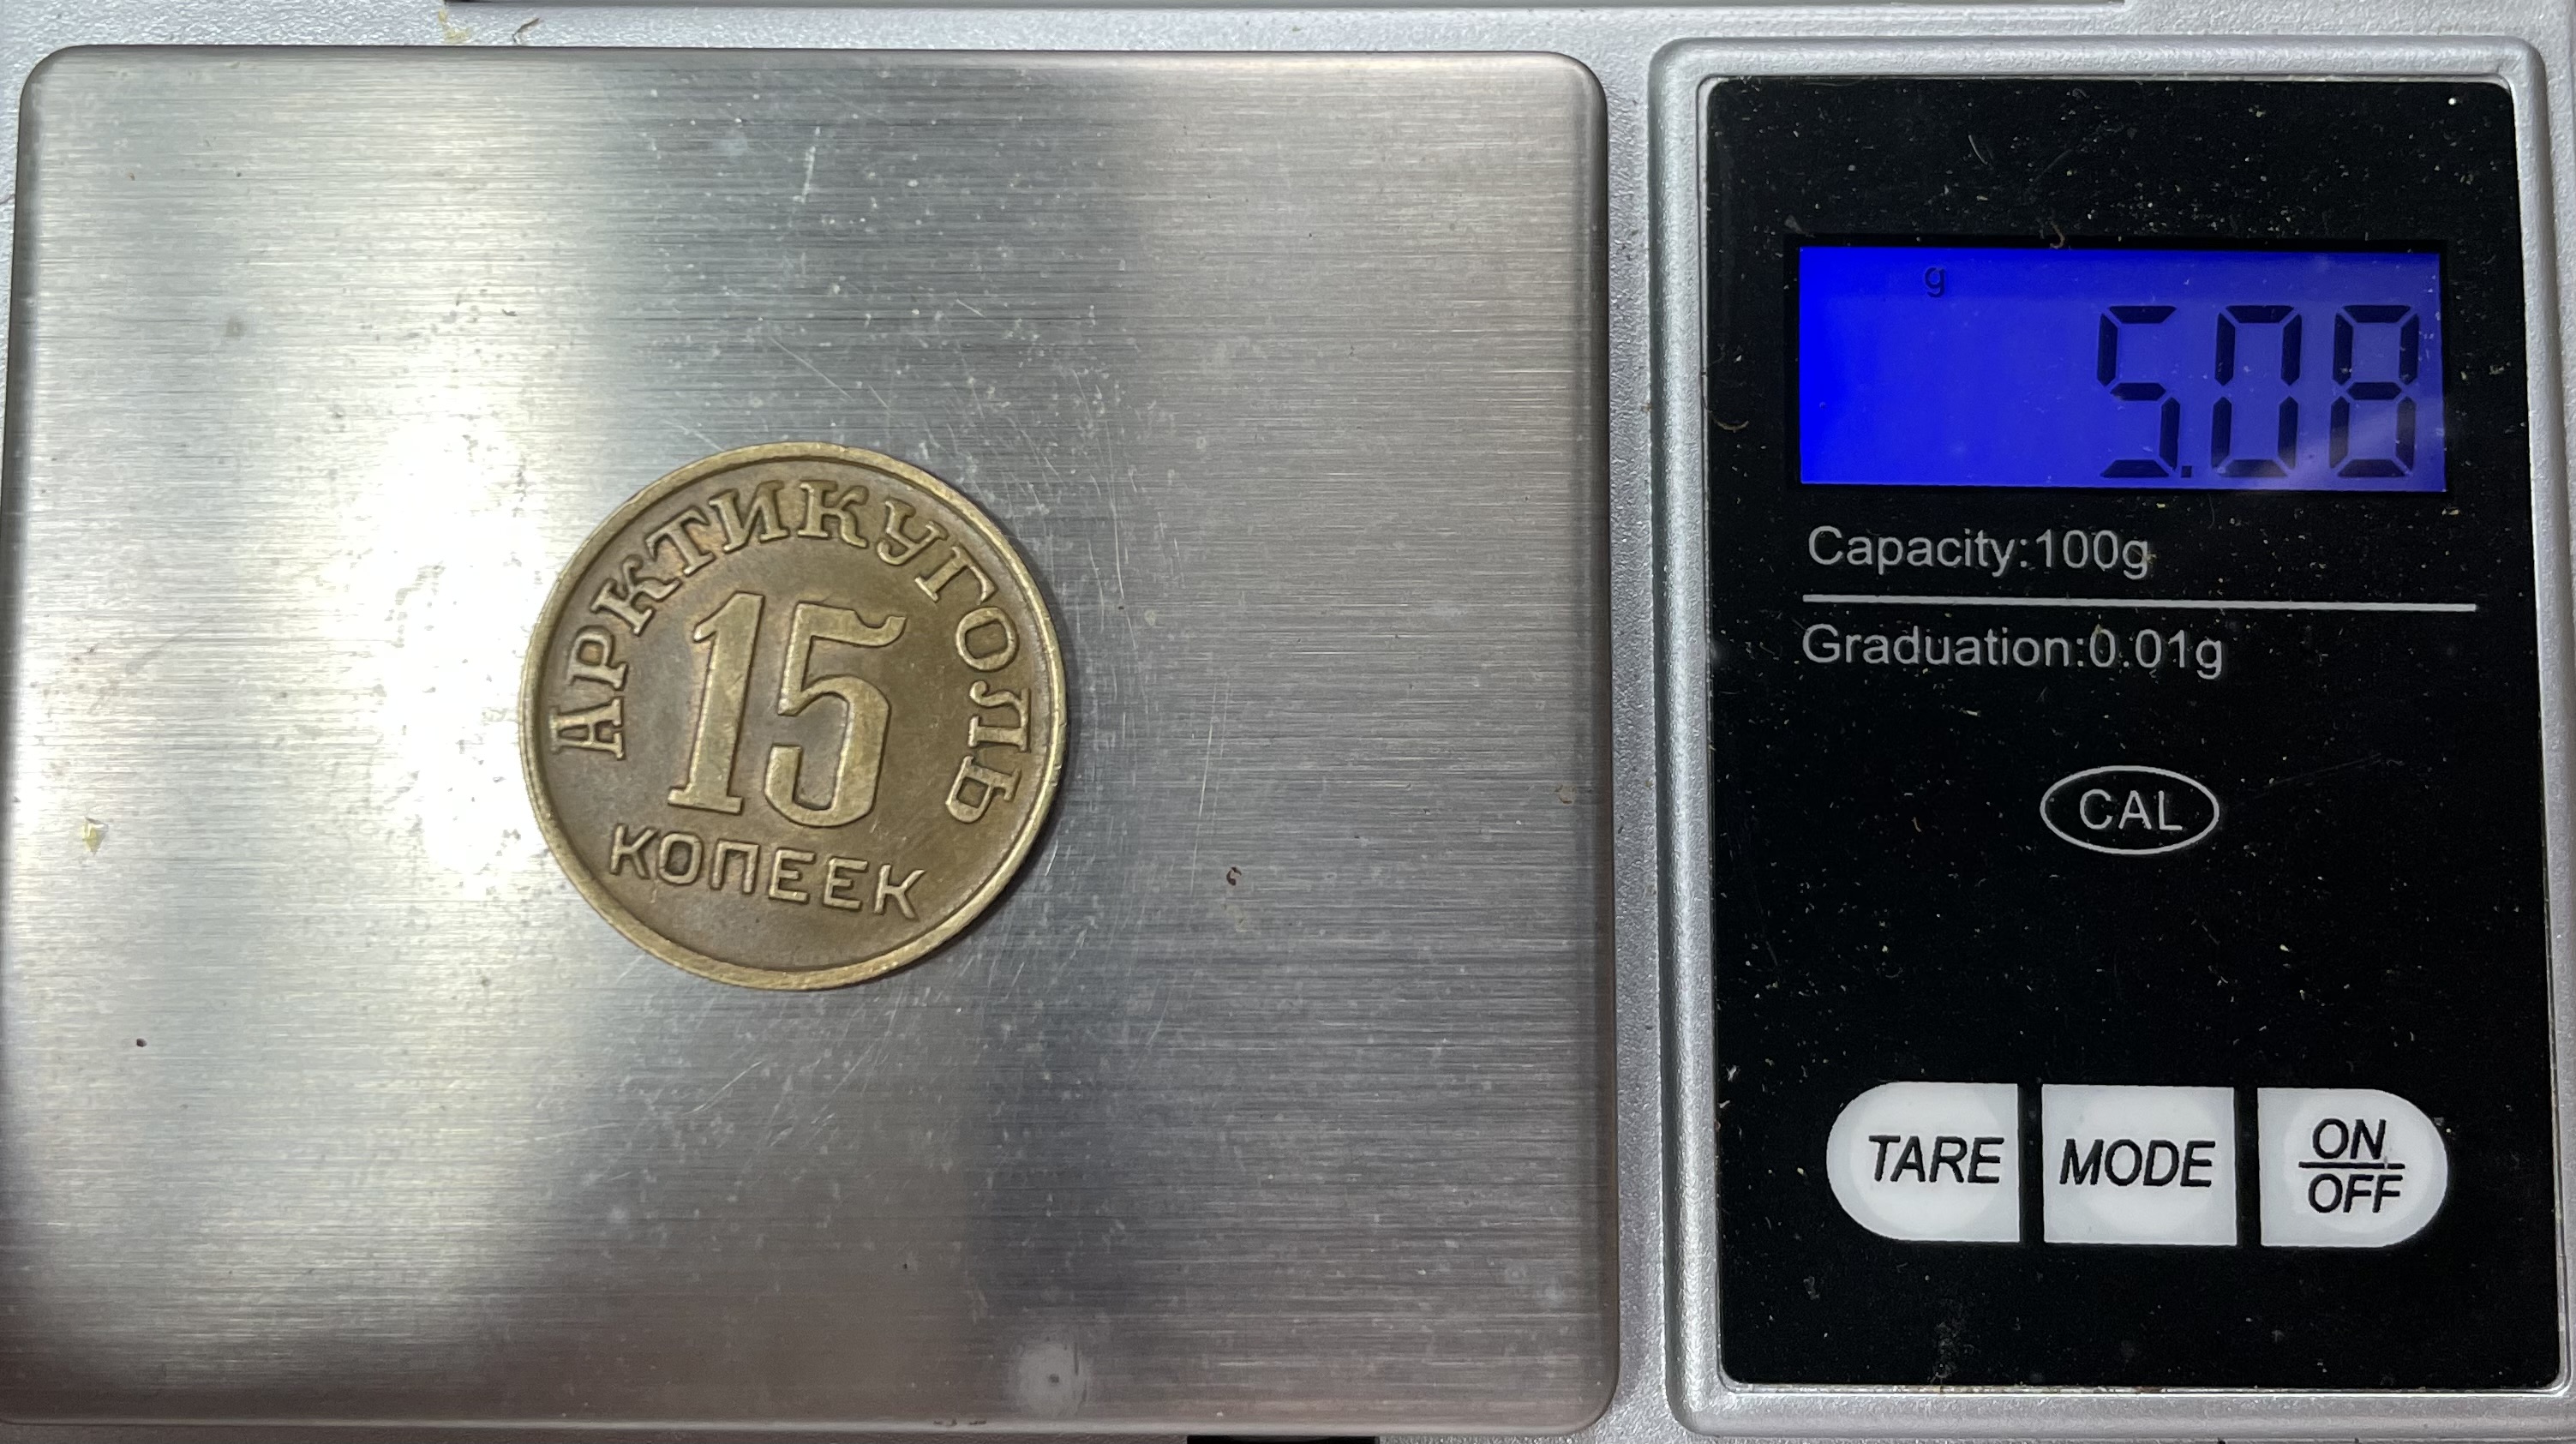 АРКТИКУГОЛЬ
15
КОПЕЕК
g
5.08
Capacity:100g
Graduation:0.01g
CAL
TARE
MODE
ON
OFF